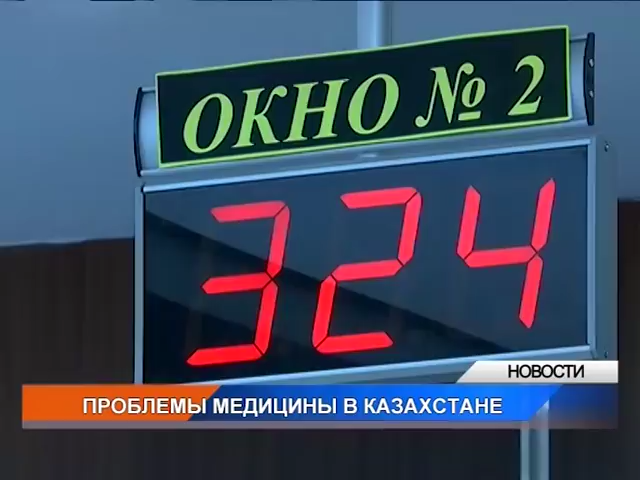 ОКНО № 2
324
НОВОСТИ
ПРОБЛЕМЫ МЕДИЦИНЫ В КАЗАХСТАНЕ